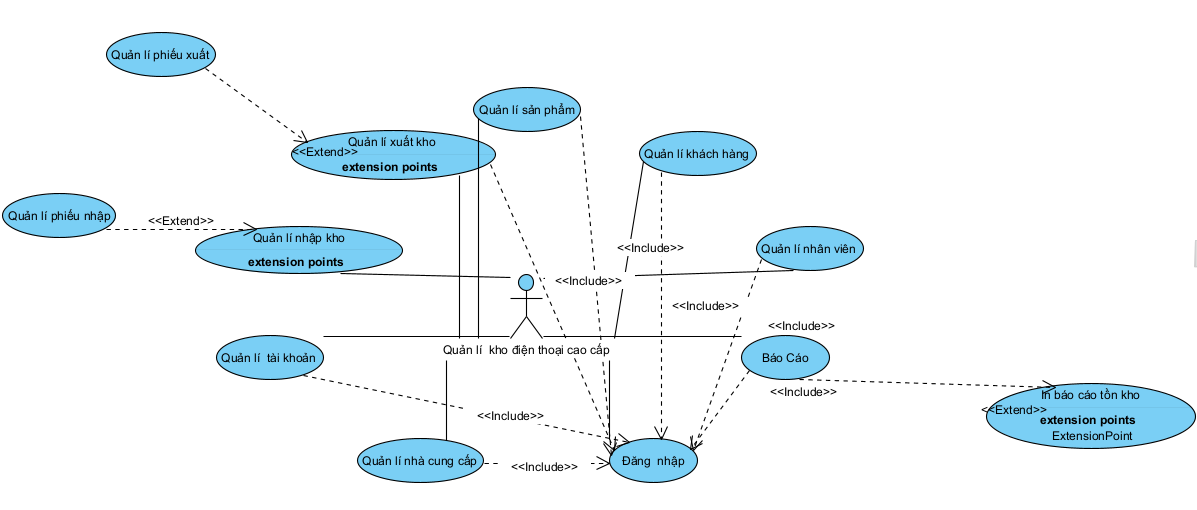 Quản lí phiếu xuất
Quản lí sản phẩm
Quản lí xuất kho
<<Extend>>
extension points
Quản lí khách hàng
Quản lí phiếu nhập
<<Extend>>
Quản lí nhập kho
extension points
<<Include>>
Quản lí nhân viên
<<Include>>
<<Include>>
<<Include>>
Quản lí kho điện thoại cao cấp
Quản lí  tài khoản
Báo Cáo
<<Include>>
In báo cáo tồn kho
<<Extend>>
extension points
ExtensionPoint
<<Include>>
Quản lí nhà cung cấp
<<Include>>
Đăng  nhập